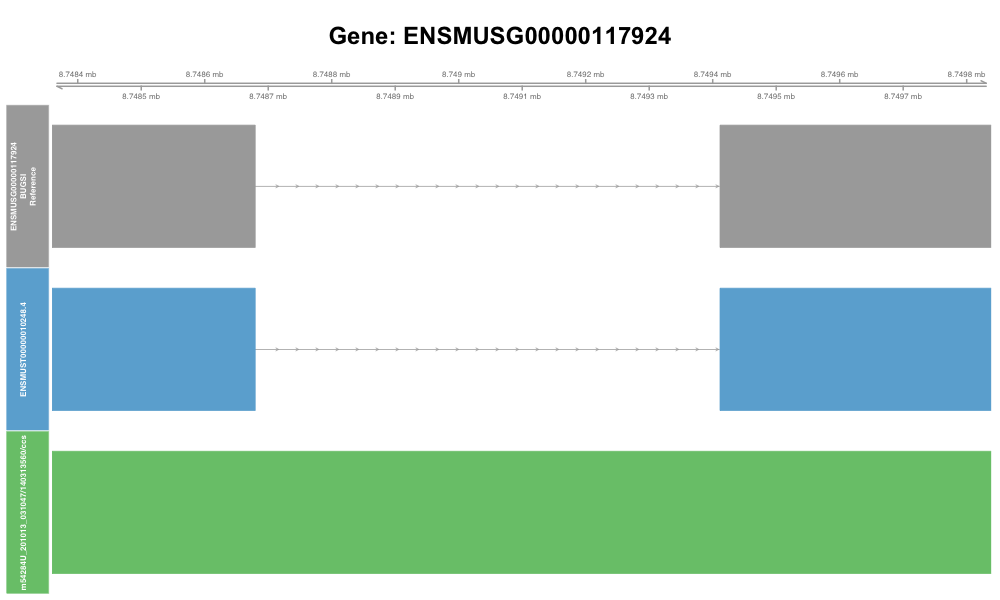 Gene: ENSMUSG00000117924
8.7484 mb 8.7486 mb 8.7488 mb 8.749 mb 8.7492 mb 8.7494 mb 8.7496 mb 8.7498 mb
8.7485 mb 8.7487 mb 8.7489 mb 8.7491 mb 8.7493 mb 8.7495 mb 8.7497 mb
ENSMUSG00000117924
BUGSI
Reference
ENSMUST00000010248.4
m54284U_201013_031047/140313560/ccs